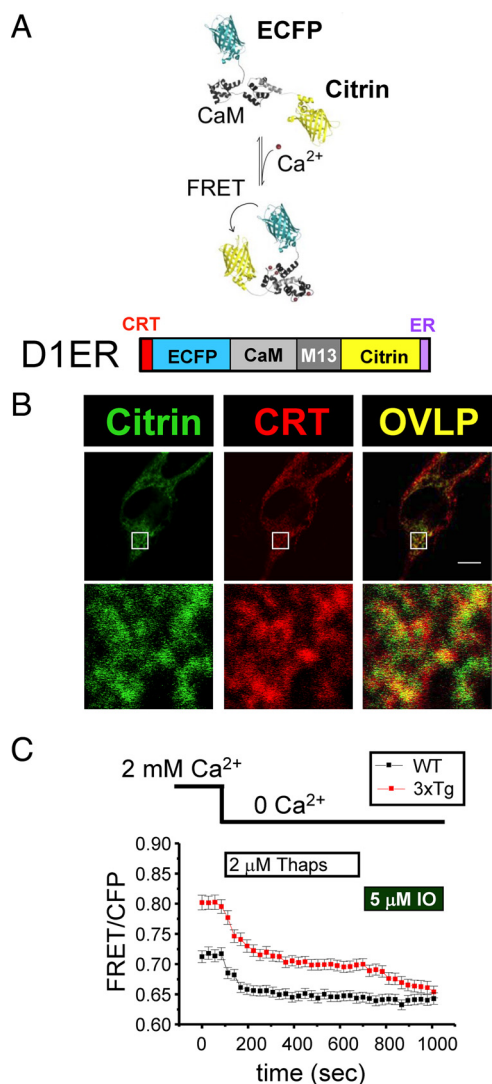 A
ECFP
Citrin
CaM
Ca²⁺
FRET
CRT
ER
D1ER
ECFP
CaM
M13
Citrin
B
Citrin
CRT
OVLP
C
2 mM Ca²⁺
0 Ca²⁺
WT
3xTg
2 μM Thaps
5 μM IO
FRET/CFP
0.90
0.85
0.80
0.75
0.70
0.65
0.60
0 200 400 600 800 1000
time (sec)